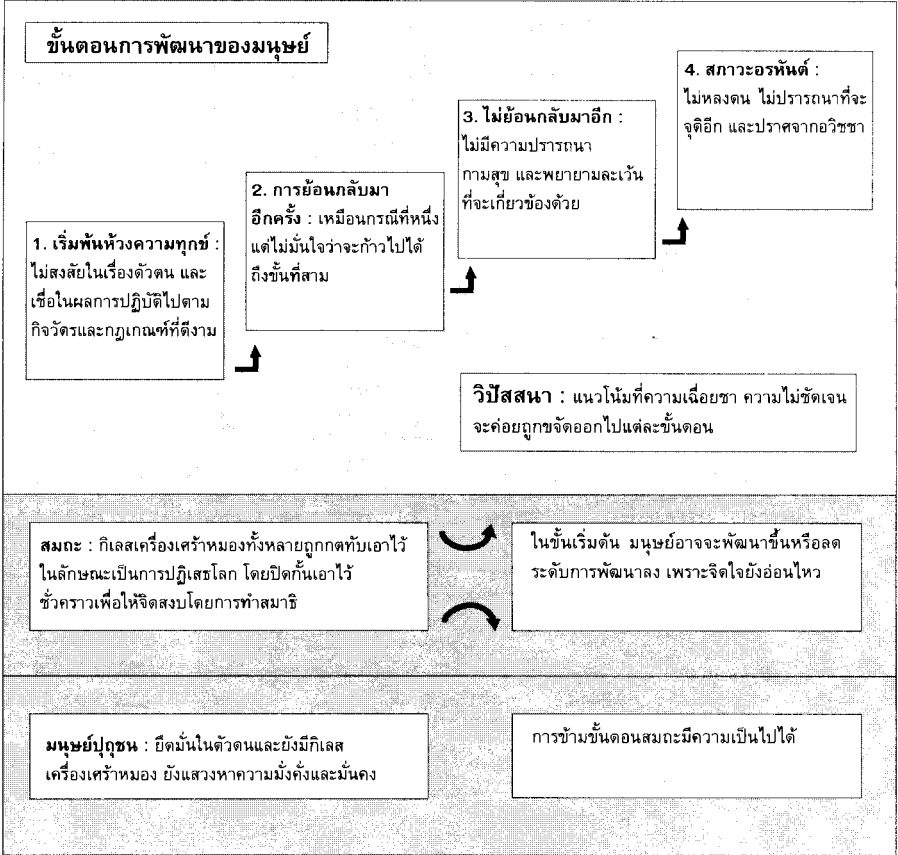 ขั้นตอนการพัฒนาของมนุษย์
4. สภาวะอรหันต์ :
ไม่หลงตน ไม่ปรารถนาที่จะ
จุติอีก และปราศจากอวิชชา
3. ไม่ย้อนกลับมาอีก :
ไม่มีความปรารถนา
กามสุข และพยายามละเว้น
ที่จะเกี่ยวข้องด้วย
2. การย้อนกลับมา
อีกครั้ง : เหมือนกรณีที่หนึ่ง
แต่ไม่มั่นใจว่าจะก้าวไปได้
ถึงขั้นที่สาม
1. เริ่มพ้นห้วงความทุกข์ :
ไม่สงสัยในเรื่องตัวตน และ
เชื่อในผลการปฏิบัติไปตาม
กิจวัตรและกฎเกณฑ์ที่ดีงาม
วิปัสสนา : แนวโน้มที่ความเฉื่อยชา ความไม่ชัดเจน
จะค่อยถูกขจัดออกไปแต่ละขั้นตอน
สมถะ : กิเลสเครื่องเศร้าหมองทั้งหลายถูกกดทับเอาไว้
ในลักษณะเป็นการปฏิเสธโลก โดยปิดกั้นเอาไว้
ชั่วคราวเพื่อให้จิตสงบโดยการทำสมาธิ
ในขั้นเริ่มต้น มนุษย์อาจจะพัฒนาขึ้นหรือลด
ระดับการพัฒนาลง เพราะจิตใจยังอ่อนไหว
มนุษย์ปุถุชน : ยึดมั่นในตัวตนและยังมีกิเลส
เครื่องเศร้าหมอง ยังแสวงหาความมั่งคั่งและมั่นคง
การข้ามขั้นตอนสมถะมีความเป็นไปได้